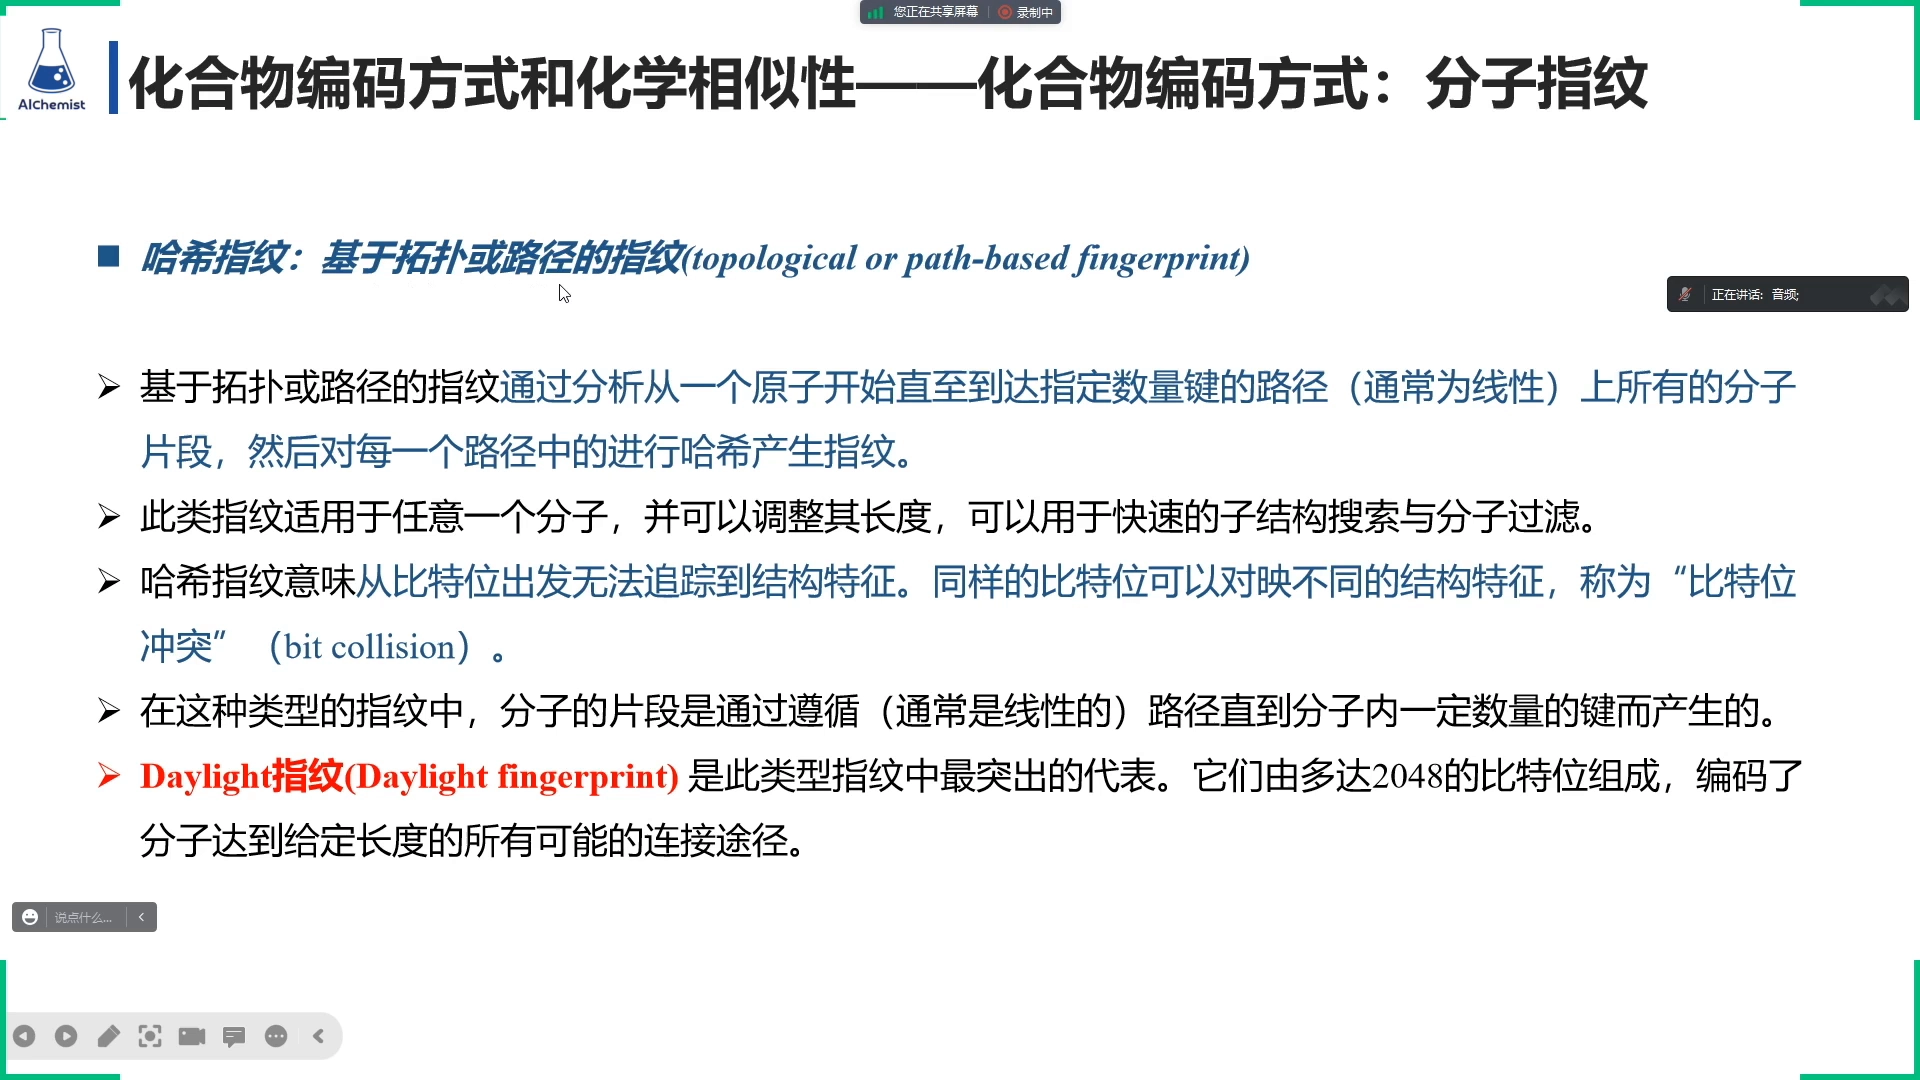 您正在共享屏幕 录制中
AIChemist
化合物编码方式和化学相似性——化合物编码方式：分子指纹
哈希指纹：基于拓扑或路径的指纹(topological or path-based fingerprint)
正在讲话: 音频;
基于拓扑或路径的指纹通过分析从一个原子开始直至到达指定数量键的路径（通常为线性）上所有的分子
片段，然后对每一个路径中的进行哈希产生指纹。
此类指纹适用于任意一个分子，并可以调整其长度，可以用于快速的子结构搜索与分子过滤。
哈希指纹意味从比特位出发无法追踪到结构特征。同样的比特位可以对映不同的结构特征，称为“比特位
冲突”（bit collision）。
在这种类型的指纹中，分子的片段是通过遵循（通常是线性的）路径直到分子内一定数量的键而产生的。
Daylight指纹(Daylight fingerprint) 是此类型指纹中最突出的代表。它们由多达2048的比特位组成，编码了
分子达到给定长度的所有可能的连接途径。
说点什么...